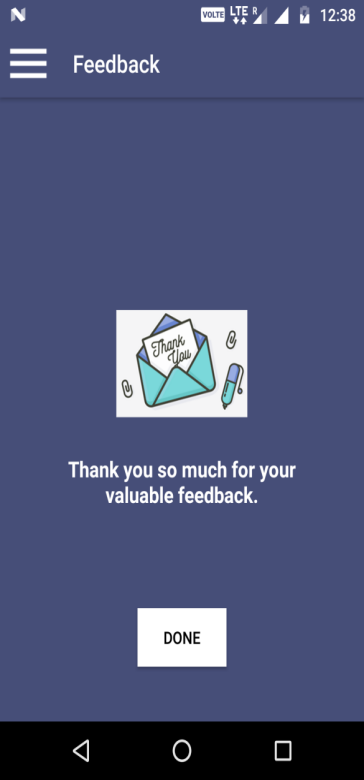 VOLTE LTE R 12:38
Feedback
Thank
You
Thank you so much for your
valuable feedback.
DONE